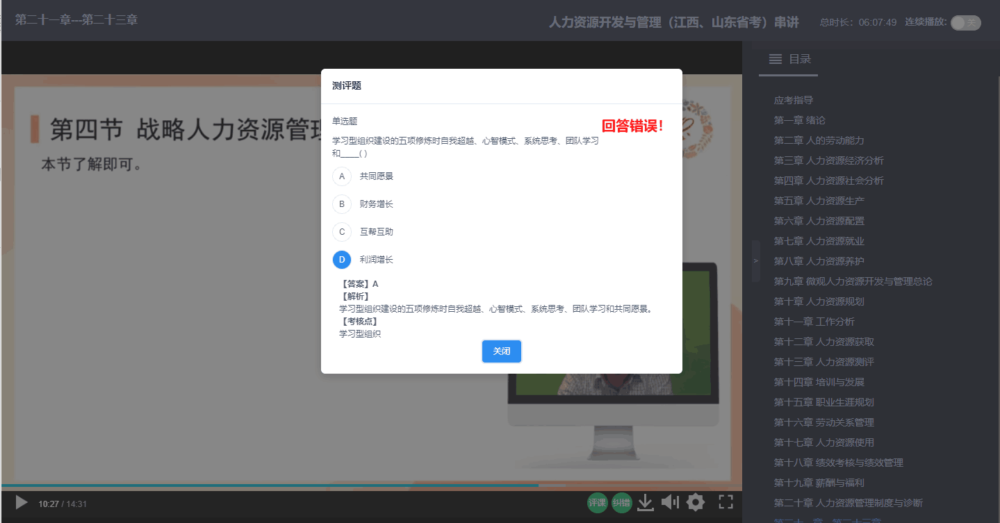 第二十一章---第二十三章
人力资源开发与管理（江西、山东省考）串讲
总时长：06:07:49
连续播放:
关
第四节 战略人力资源管理
本节了解即可。
测评题
单选题
回答错误！
学习型组织建设的五项修炼时自我超越、心智模式、系统思考、团队学习
和____( )
A 共同愿景
B 财务增长
C 互帮互助
D 利润增长
【答案】A
【解析】
学习型组织建设的五项修炼时自我超越、心智模式、系统思考、团队学习和共同愿景。
【考核点】
学习型组织
关闭
10:27 / 14:31
评课
纠错
目录
应考指导
第一章 绪论
第二章 人的劳动能力
第三章 人力资源经济分析
第四章 人力资源社会分析
第五章 人力资源生产
第六章 人力资源配置
第七章 人力资源就业
>
第八章 人力资源养护
第九章 微观人力资源开发与管理总论
第十章 人力资源规划
第十一章 工作分析
第十二章 人力资源获取
第十三章 人力资源测评
第十四章 培训与发展
第十五章 职业生涯规划
第十六章 劳动关系管理
第十七章 人力资源使用
第十八章 绩效考核与绩效管理
第十九章 薪酬与福利
第二十章 人力资源管理制度与诊断
第二十一章---第二十三章